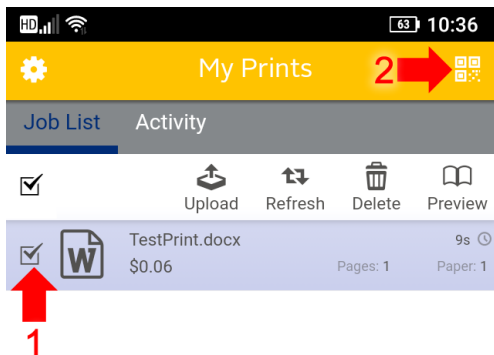 HD 63 10:36
My Prints 2
Job List Activity
Upload Refresh Delete Preview
TestPrint.docx 9s
W
$0.06 Pages: 1 Paper: 1
1